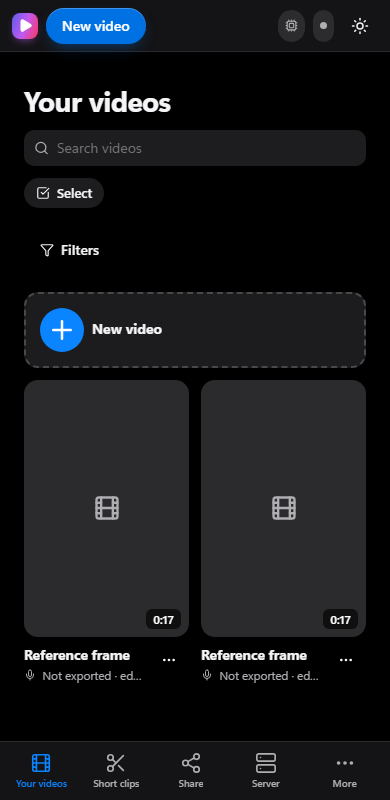 New video
Your videos
Search videos
Select
Filters
New video
0:17
0:17
Reference frame
Reference frame
Not exported · ed...
Not exported · ed...
Your videos
Short clips
Share
Server
More